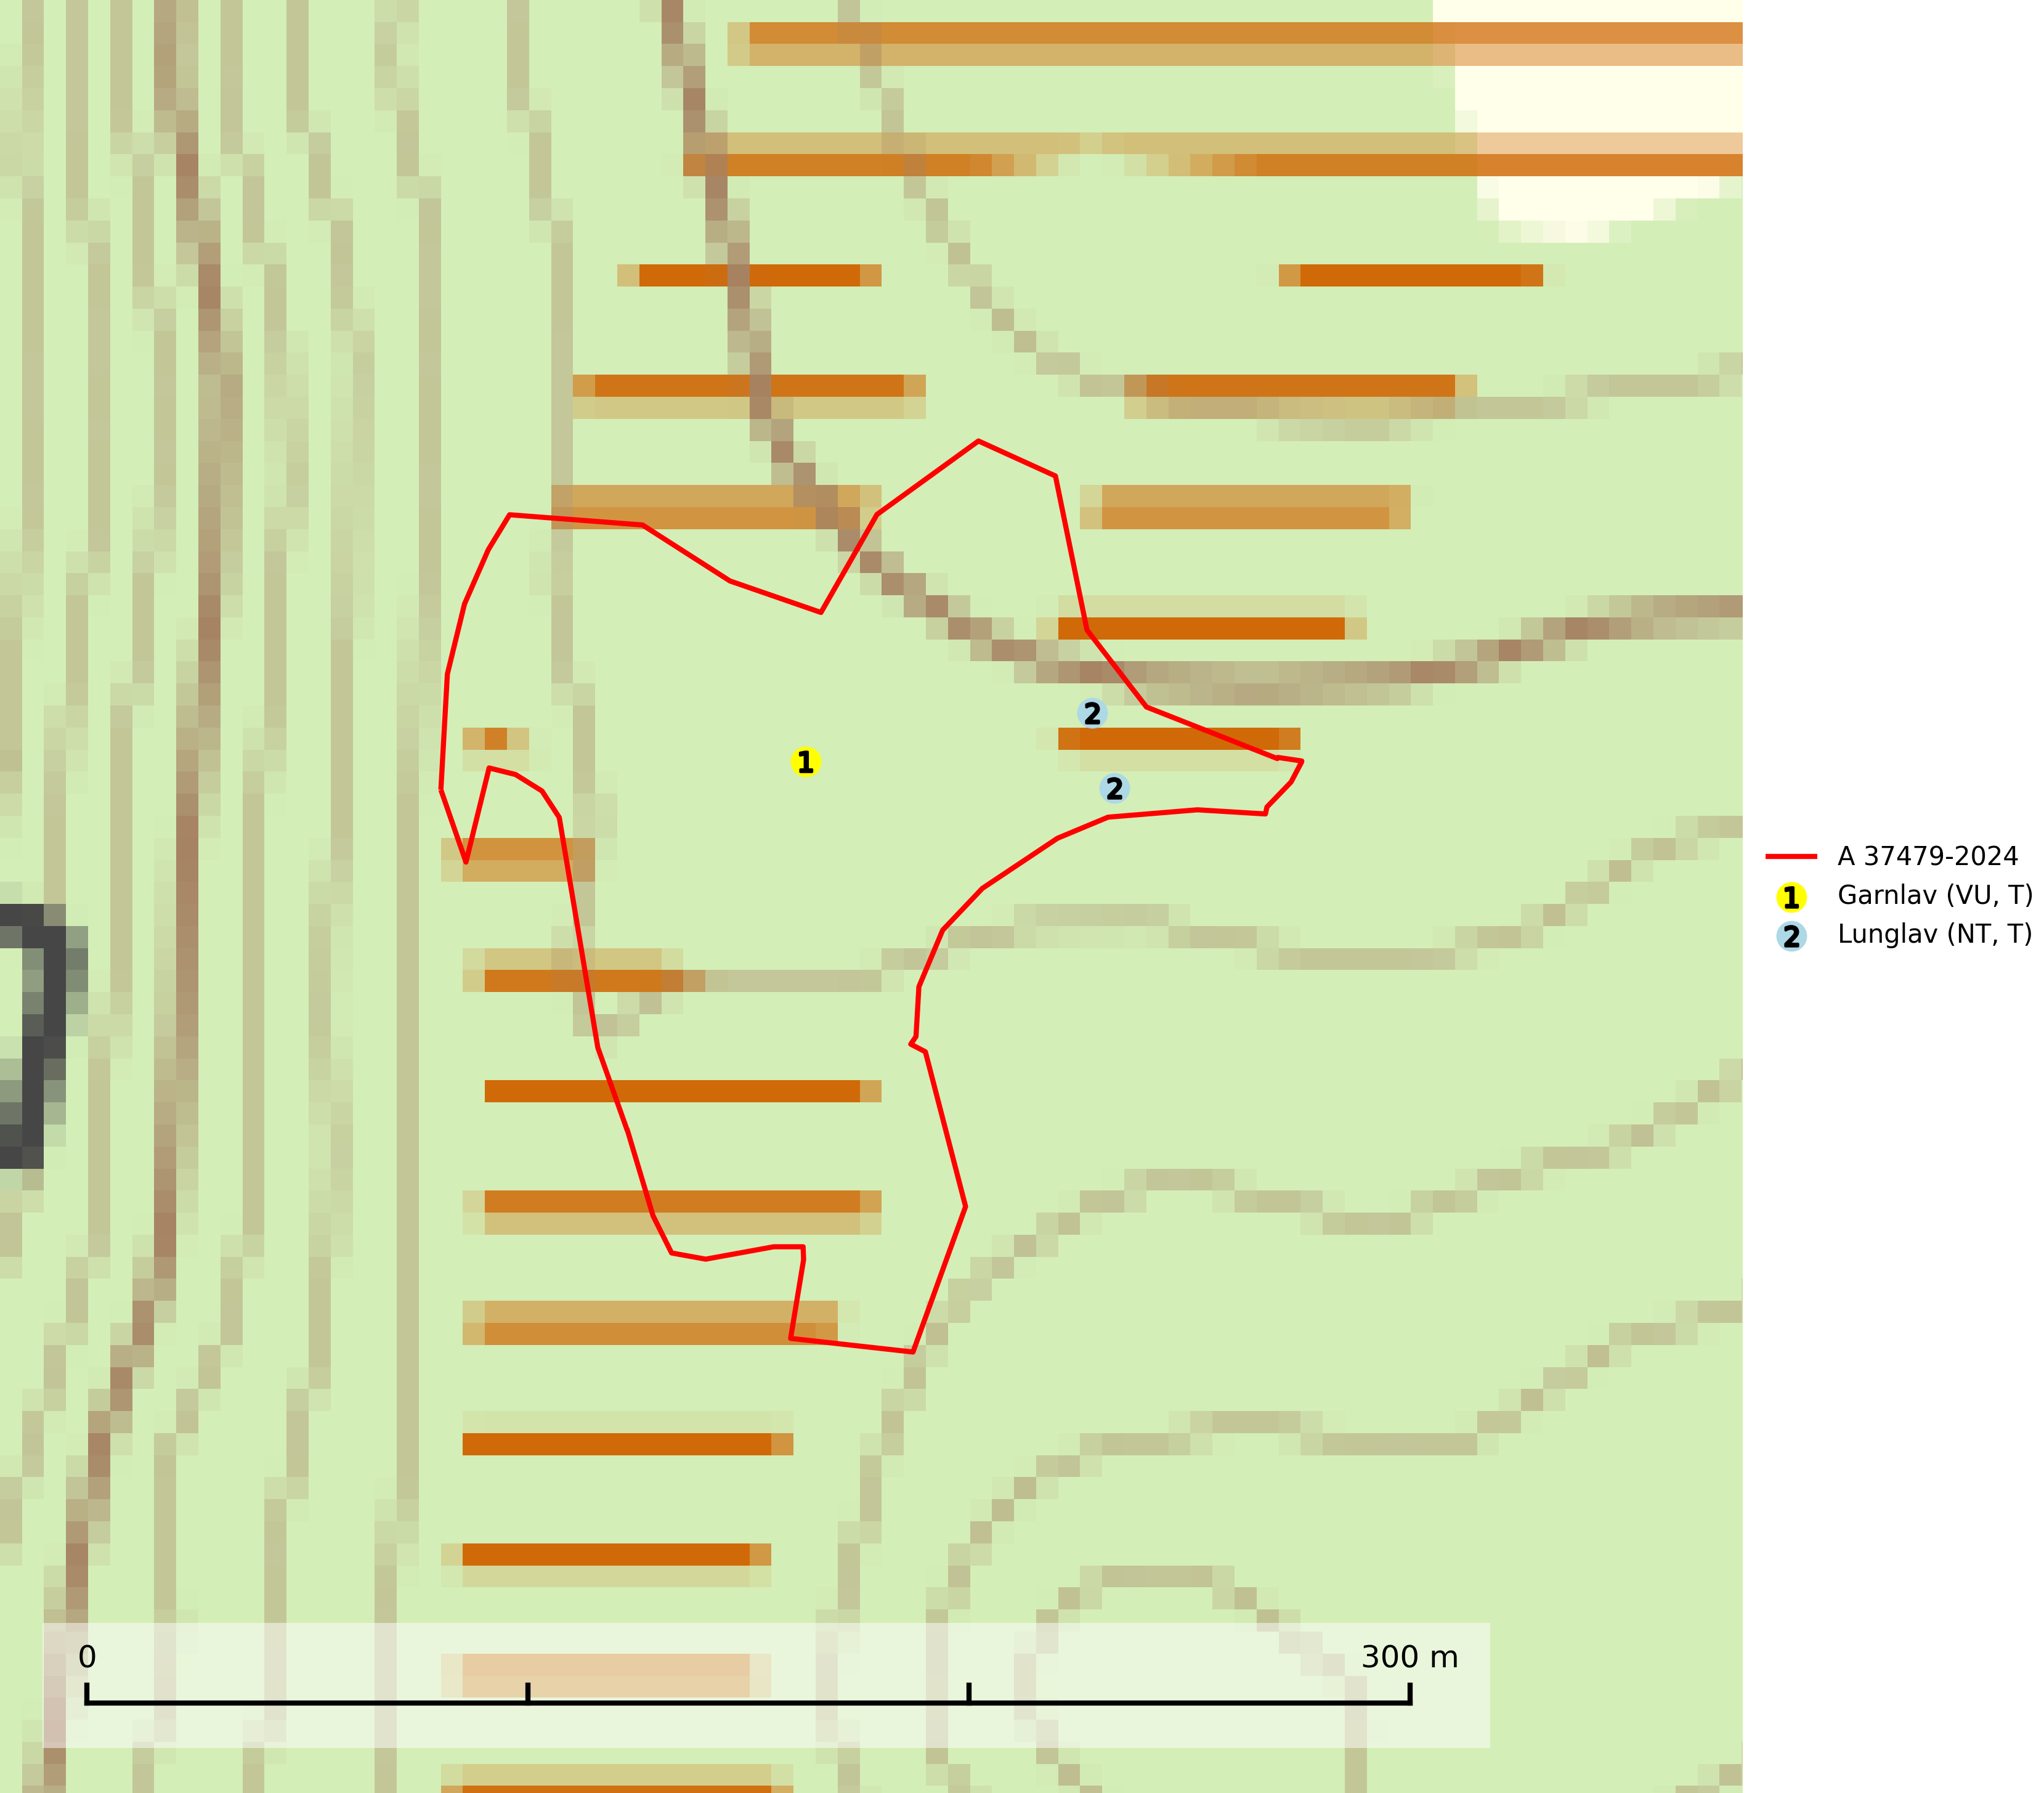 2
1
2
A 37479-2024
1 Garnlav (VU, T)
2 Lunglav (NT, T)
0 300 m